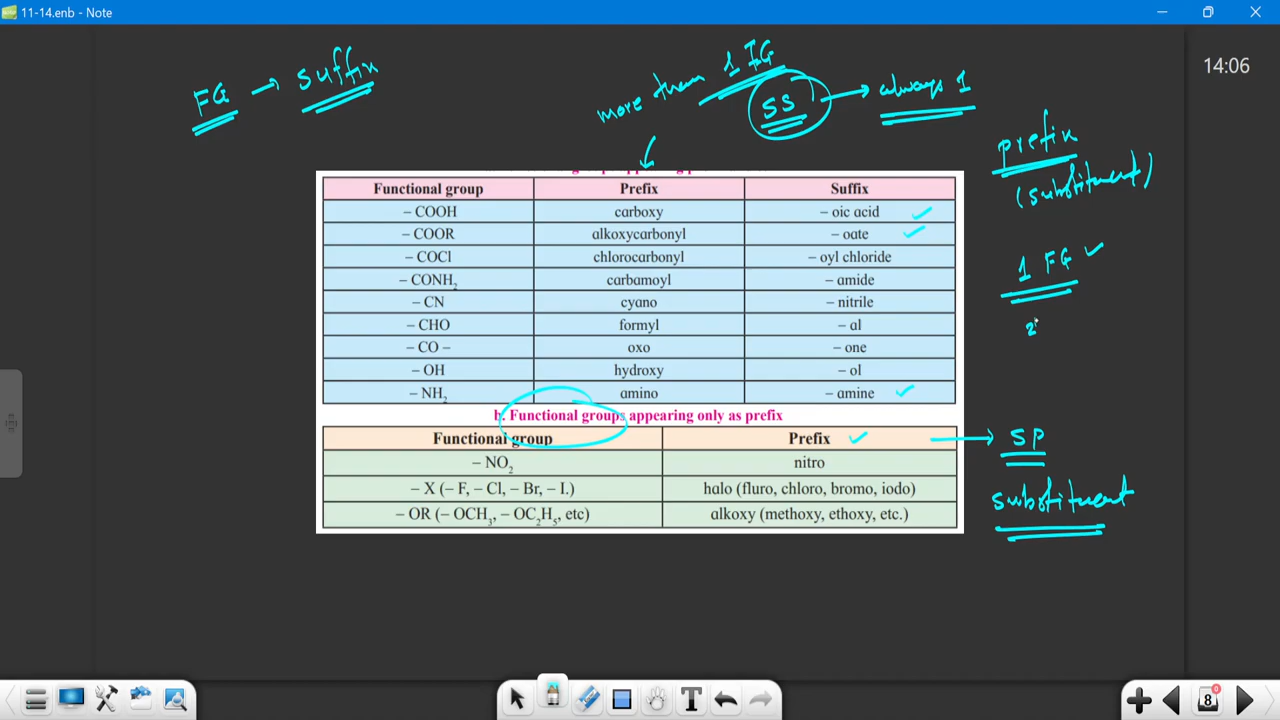 11-14.enb - Note
14:06
FG → suffix
more than 1 FG
SS → always 1
prefix
(substituent)
1 FG ✓
2
Functional group Prefix Suffix
– COOH carboxy – oic acid ✓
– COOR alkoxycarbonyl – oate ✓
– COCl chlorocarbonyl – oyl chloride
– CONH₂ carbamoyl – amide
– CN cyano – nitrile
– CHO formyl – al
– CO – oxo – one
– OH hydroxy – ol
– NH₂ amino – amine ✓
b. Functional groups appearing only as prefix
Functional group Prefix ✓ → SP
– NO₂ nitro
– X (– F, – Cl, – Br, – I.) halo (fluro, chloro, bromo, iodo)
– OR (– OCH₃, – OC₂H₅, etc) alkoxy (methoxy, ethoxy, etc.)
substituent
T
8
0